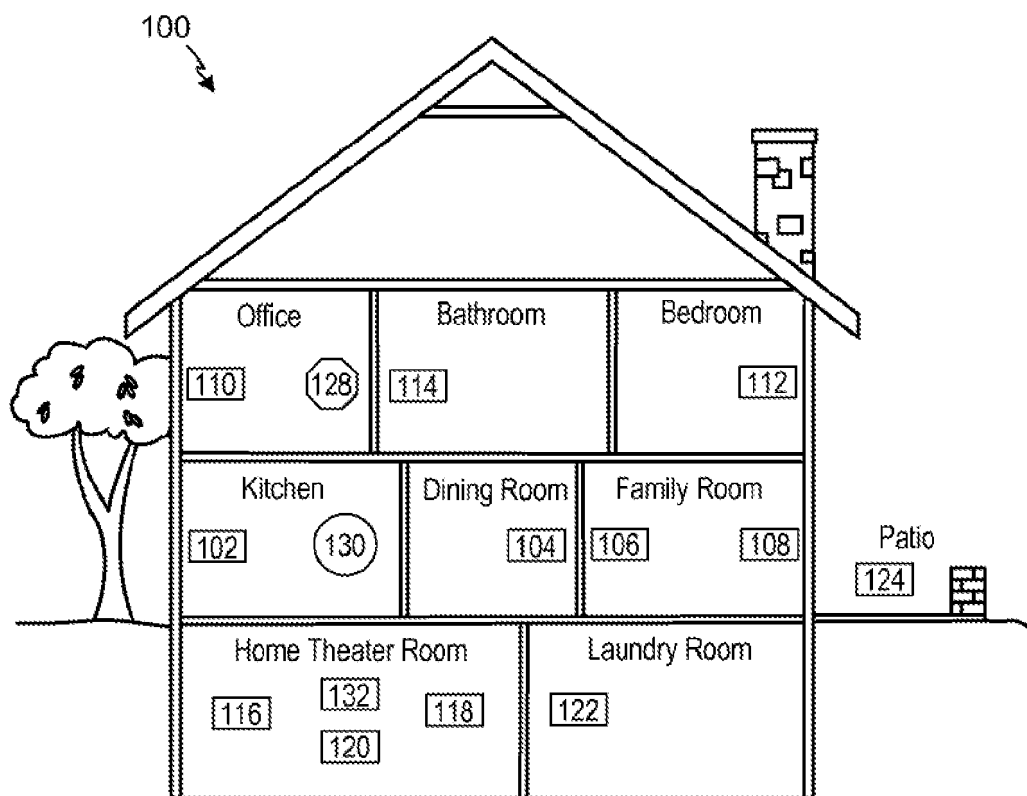 100
Office
Bathroom
Bedroom
110
128
114
112
Kitchen
Dining Room
Family Room
102
130
104
106
108
Patio
124
Home Theater Room
Laundry Room
116
132
118
120
122